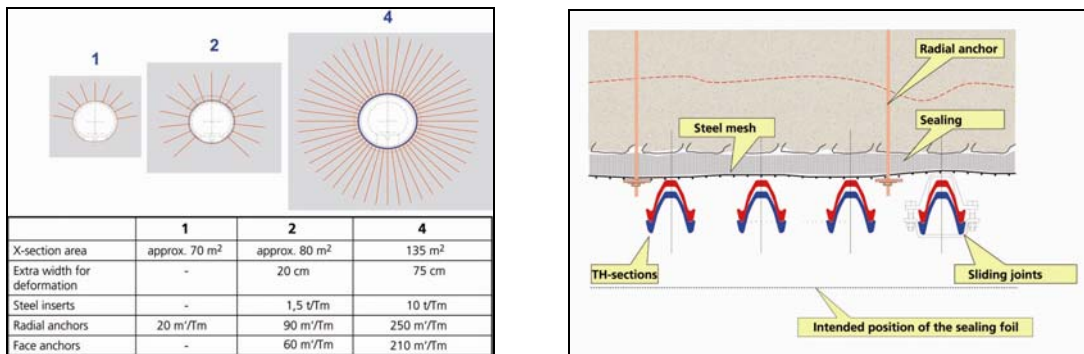 1
2
4
1 2 4
X-section area approx. 70 m² approx. 80 m² 135 m²
Extra width for deformation - 20 cm 75 cm
Steel inserts - 1,5 t/Tm 10 t/Tm
Radial anchors 20 m'/Tm 90 m'/Tm 250 m'/Tm
Face anchors - 60 m'/Tm 210 m'/Tm
Radial anchor
Steel mesh
Sealing
TH-sections
Sliding joints
Intended position of the sealing foil